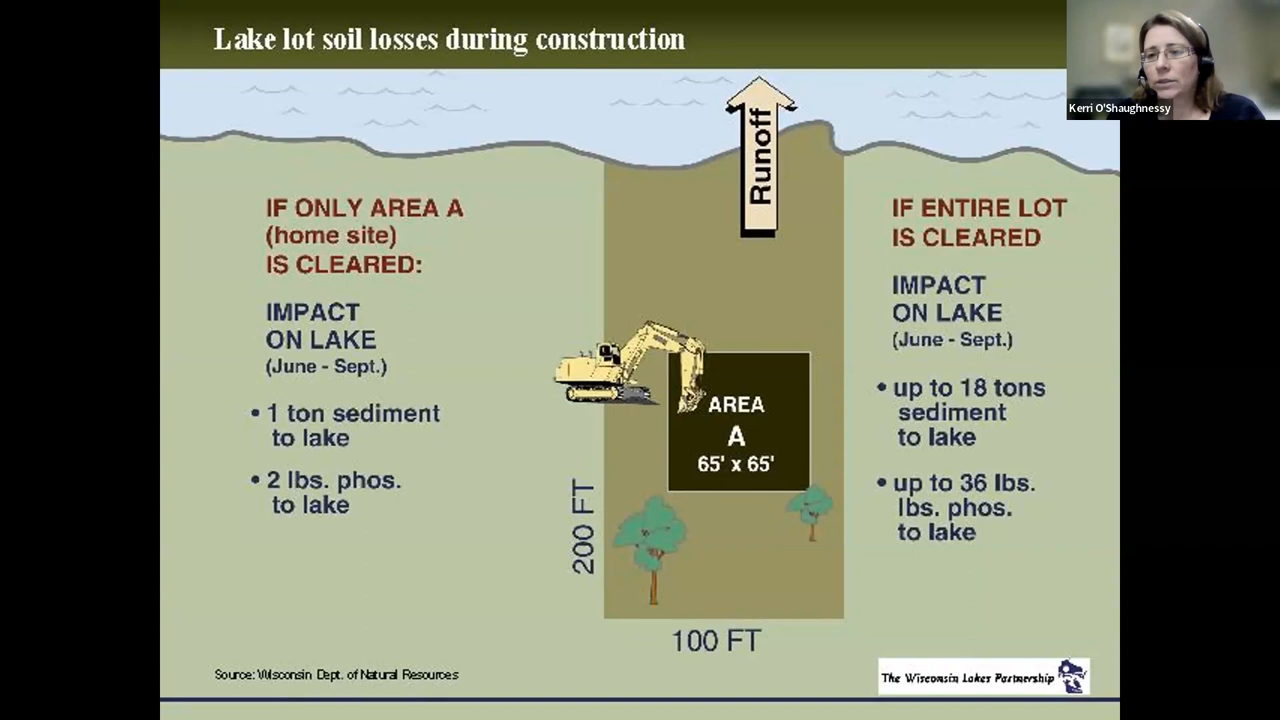 Lake lot soil losses during construction
Kerri O'Shaughnessy
Runoff
IF ONLY AREA A
(home site)
IS CLEARED:
IMPACT
ON LAKE
(June - Sept.)
• 1 ton sediment
to lake
• 2 lbs. phos.
to lake
AREA
A
65' x 65'
200 FT
100 FT
IF ENTIRE LOT
IS CLEARED
IMPACT
ON LAKE
(June - Sept.)
• up to 18 tons
sediment
to lake
• up to 36 lbs.
lbs. phos.
to lake
Source: Wisconsin Dept. of Natural Resources
The Wisconsin Lakes Partnership